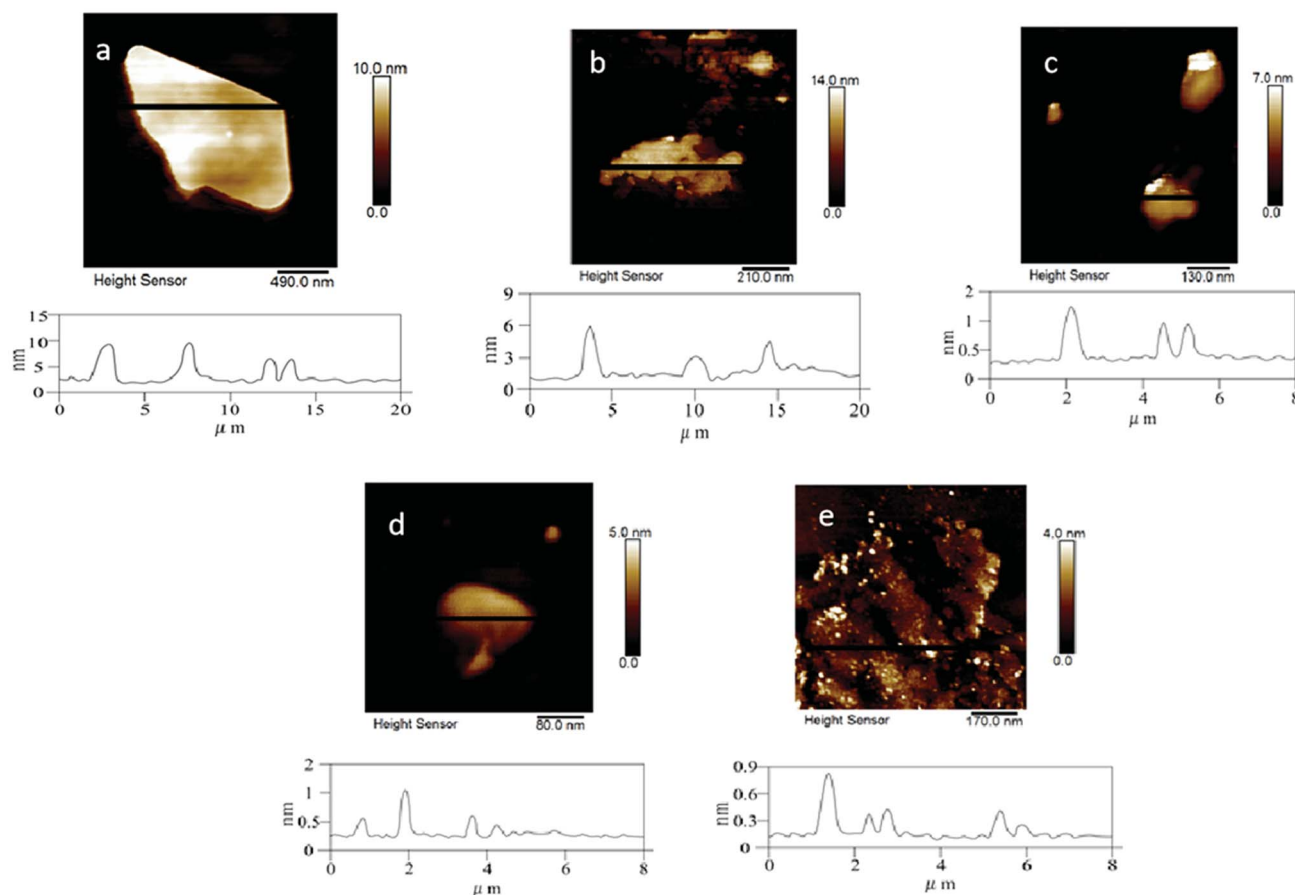 a
10.0 nm
0.0
Height Sensor
490.0 nm
15
10
5
0
nm
0
5
10
15
20
μ m
b
14.0 nm
0.0
Height Sensor
210.0 nm
9
6
3
0
nm
0
5
10
15
20
μ m
c
7.0 nm
0.0
Height Sensor
130.0 nm
2
1
0.5
0
nm
0
2
4
6
8
μ m
d
5.0 nm
0.0
Height Sensor
80.0 nm
2
1
0.5
0
nm
0
2
4
6
8
μ m
e
4.0 nm
0.0
Height Sensor
170.0 nm
0.9
0.6
0.3
0
nm
0
2
4
6
8
μ m